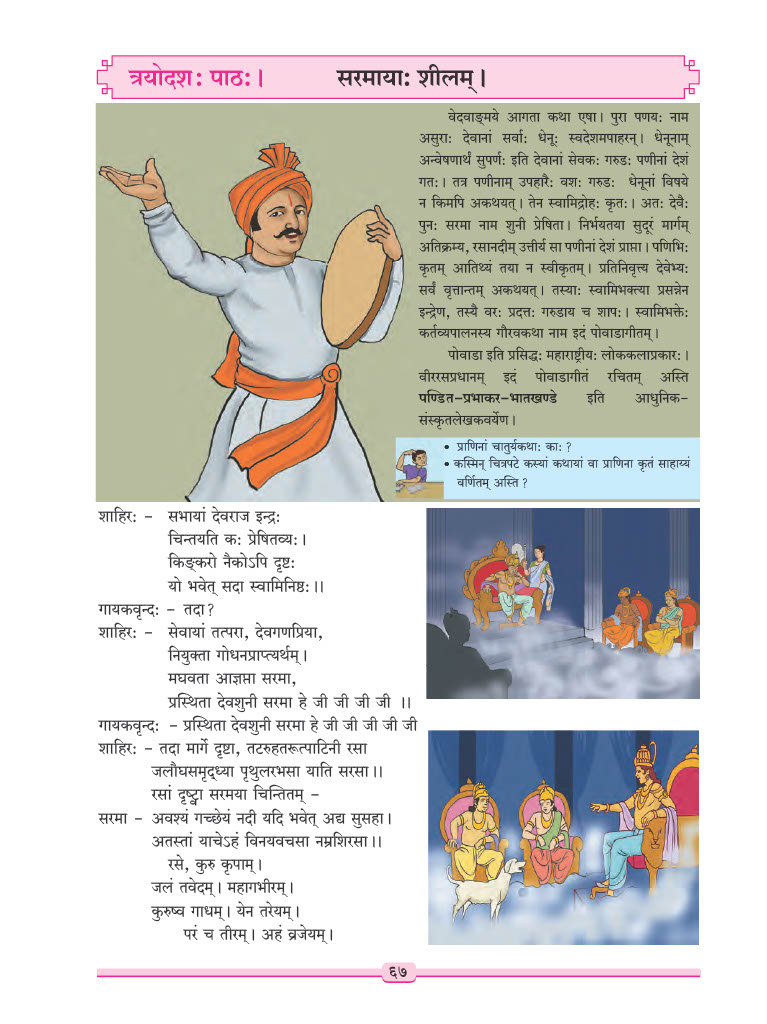 त्रयोदश: पाठ: । सरमाया: शीलम् ।
वेदवाङ्मये आगता कथा एषा । पुरा पणय: नाम
असुरा: देवानां सर्वा: धेनू: स्वदेशमपाहरन् । धेनूनाम्
अन्वेषणार्थं सुपर्ण: इति देवानां सेवक: गरुड: पणीनां देशं
गत: । तत्र पणीनाम् उपहारै: वश: गरुड: धेनूनां विषये
न किमपि अकथयत् । तेन स्वामिद्रोह: कृत: । अत: देवै:
पुन: सरमा नाम शुनी प्रेषिता । निर्भयतया सुदूरं मार्गम्
अतिक्रम्य, रसानदीम् उत्तीर्य सा पणीनां देशं प्राप्ता । पणिभि:
कृतम् आतिथ्यं तया न स्वीकृतम् । प्रतिनिवृत्त्य देवेभ्य:
सर्वं वृत्तान्तम् अकथयत् । तस्या: स्वामिभक्त्या प्रसन्नेन
इन्द्रेण, तस्यै वर: प्रदत्त: गरुडाय च शाप: । स्वामिभक्ते:
कर्तव्यपालनस्य गौरवकथा नाम इदं पोवाडागीतम् ।
पोवाडा इति प्रसिद्ध: महाराष्ट्रीय: लोककलाप्रकार: ।
वीररसप्रधानम् इदं पोवाडागीतं रचितम् अस्ति
पण्डित-प्रभाकर-भातखण्डे इति आधुनिक-
संस्कृतलेखकवर्येण ।
• प्राणिनां चातुर्यकथा: का: ?
• कस्मिन् चित्रपटे कस्यां कथायां वा प्राणिना कृतं साहाय्यं
वर्णितम् अस्ति ?
शाहिर: - सभायां देवराज इन्द्र:
चिन्तयति क: प्रेषितव्य: ।
किङ्करो नैकोऽपि दृष्ट:
यो भवेत् सदा स्वामिनिष्ठ: ।।
गायकवृन्द: - तदा ?
शाहिर: - सेवायां तत्परा, देवगणप्रिया,
नियुक्ता गोधनप्राप्त्यर्थम् ।
मघवता आज्ञप्ता सरमा,
प्रस्थिता देवशुनी सरमा हे जी जी जी जी ।।
गायकवृन्द: - प्रस्थिता देवशुनी सरमा हे जी जी जी जी जी
शाहिर: - तदा मार्गे दृष्टा, तटरुहतरूत्पाटिनी रसा
जलौघसमृद्ध्या पृथुलरभसा याति सरसा ।।
रसां दृष्ट्वा सरमया चिन्तितम् -
सरमा - अवश्यं गच्छेयं नदी यदि भवेत् अद्य सुसहा ।
अतस्तां याचेऽहं विनयवचसा नम्रशिरसा ।।
रसे, कुरु कृपाम् ।
जलं तवेदम् । महागभीरम् ।
कुरुष्व गाधम् । येन तरेयम् ।
परं च तीरम् । अहं व्रजेयम् ।
६७